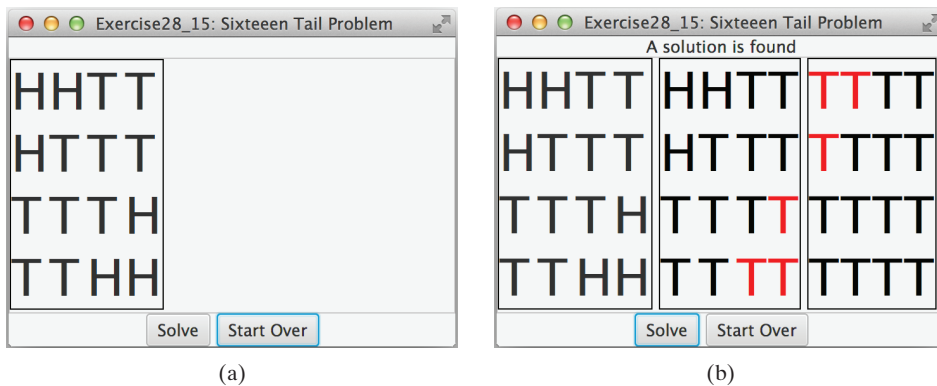 Exercise28_15: Sixteeen Tail Problem
HHTT
HTTT
TTTH
TTHH
Solve Start Over
(a)
Exercise28_15: Sixteeen Tail Problem
A solution is found
HHTT HHTT TTTT
HTTT HTTT TTTT
TTTH TTTT TTTT
TTHH TTTT TTTT
Solve Start Over
(b)